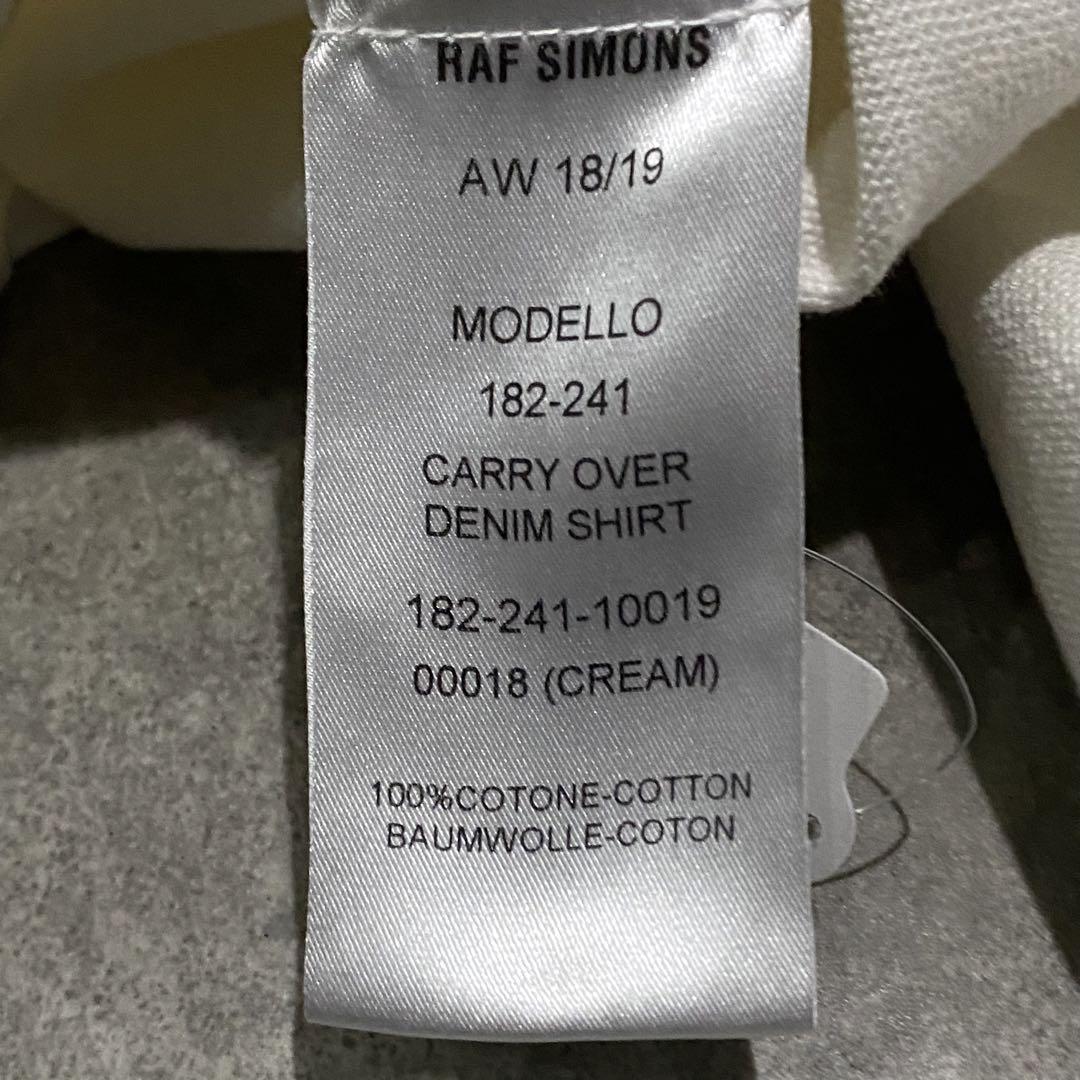 RAF SIMONS
AW 18/19
MODELLO
182-241
CARRY OVER
DENIM SHIRT
182-241-10019
00018 (CREAM)
100%COTONE-COTTON
BAUMWOLLE-COTON